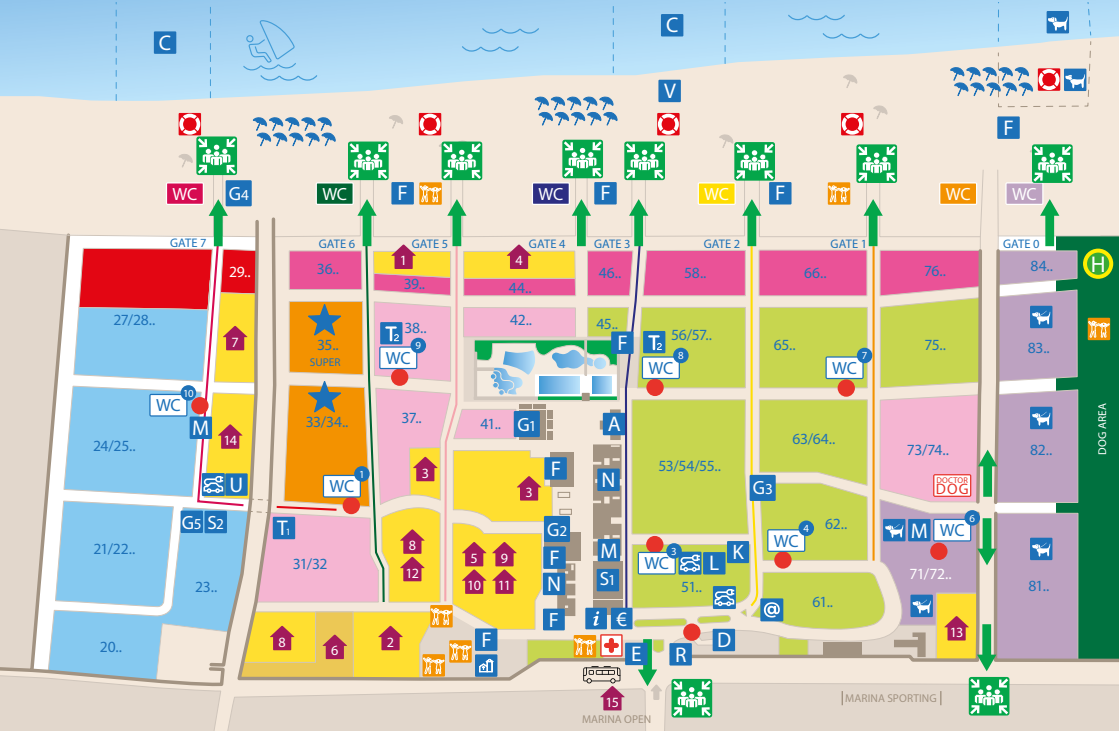 C
C
V
F
WC
G4
WC
F
WC
F
WC
F
WC
WC
GATE 7
GATE 6
GATE 5
GATE 4
GATE 3
GATE 2
GATE 1
GATE 0
29..
36..
1
39..
4
44..
46..
58..
66..
76..
84..
H
27/28..
7
35..
SUPER
T2
38..
WC 9
42..
45..
F
T2
56/57..
WC 8
65..
WC 7
75..
83..
WC 10
M
14
24/25..
U
33/34..
WC 1
37..
3
41..
G1
A
F
3
N
53/54/55..
G3
63/64..
73/74..
DOCTOR
DOG
82..
DOG AREA
21/22..
G5
S2
23..
T1
31/32
8
12
5
9
10
11
G2
F
N
F
M
S1
WC 3
L
K
51..
WC 4
62..
M
WC 6
71/72..
81..
20..
8
6
2
F
i
€
E
R
D
@
61..
13
15
MARINA OPEN
MARINA SPORTING